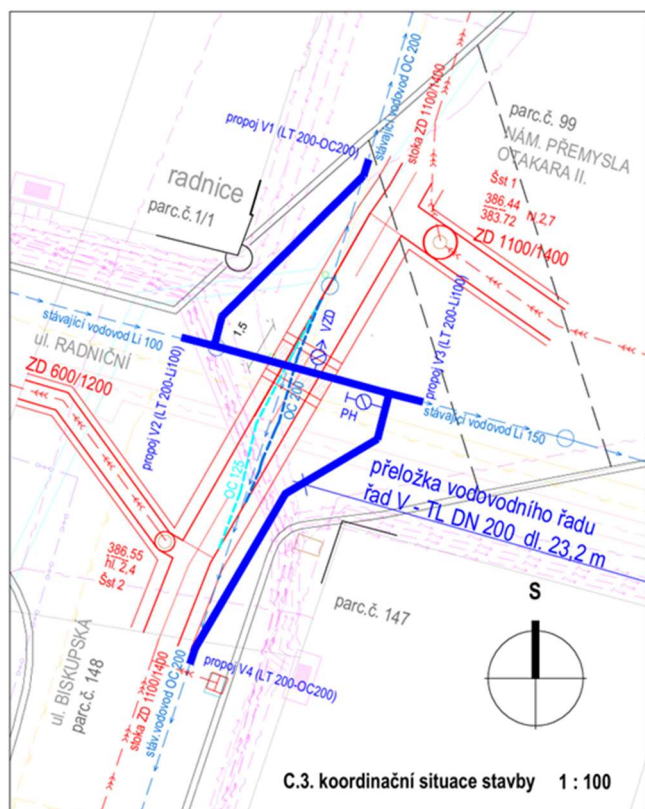 propoj V1 (LT 200-OC200)
stávající vodovod OC 200
stoka ZD 1100/1400
parc.č. 99
NÁM. PŘEMYSLA
OTAKARA II.
Šst 1
386.44
383.72
hl.2,7
ZD 1100/1400
radnice
parc.č.1/1
stávající vodovod Li 100
ul. RADNIČNÍ
ZD 600/1200
propoj V2 (LT 200-Li100)
1,5
VZD
OC 200
OC 125
PH
propoj V3 (LT 200-Li100)
stávající vodovod Li 150
přeložka vodovodního řadu
řad V - TL DN 200 dl. 23,2 m
386.55
hl. 2,4
Šst 2
parc.č. 147
ul. BISKUPSKÁ
parc.č. 148
stoka ZD 1100/1400
stáv.vodovod OC 200
propoj V4 (LT 200-OC200)
S
C.3. koordinační situace stavby 1 : 100